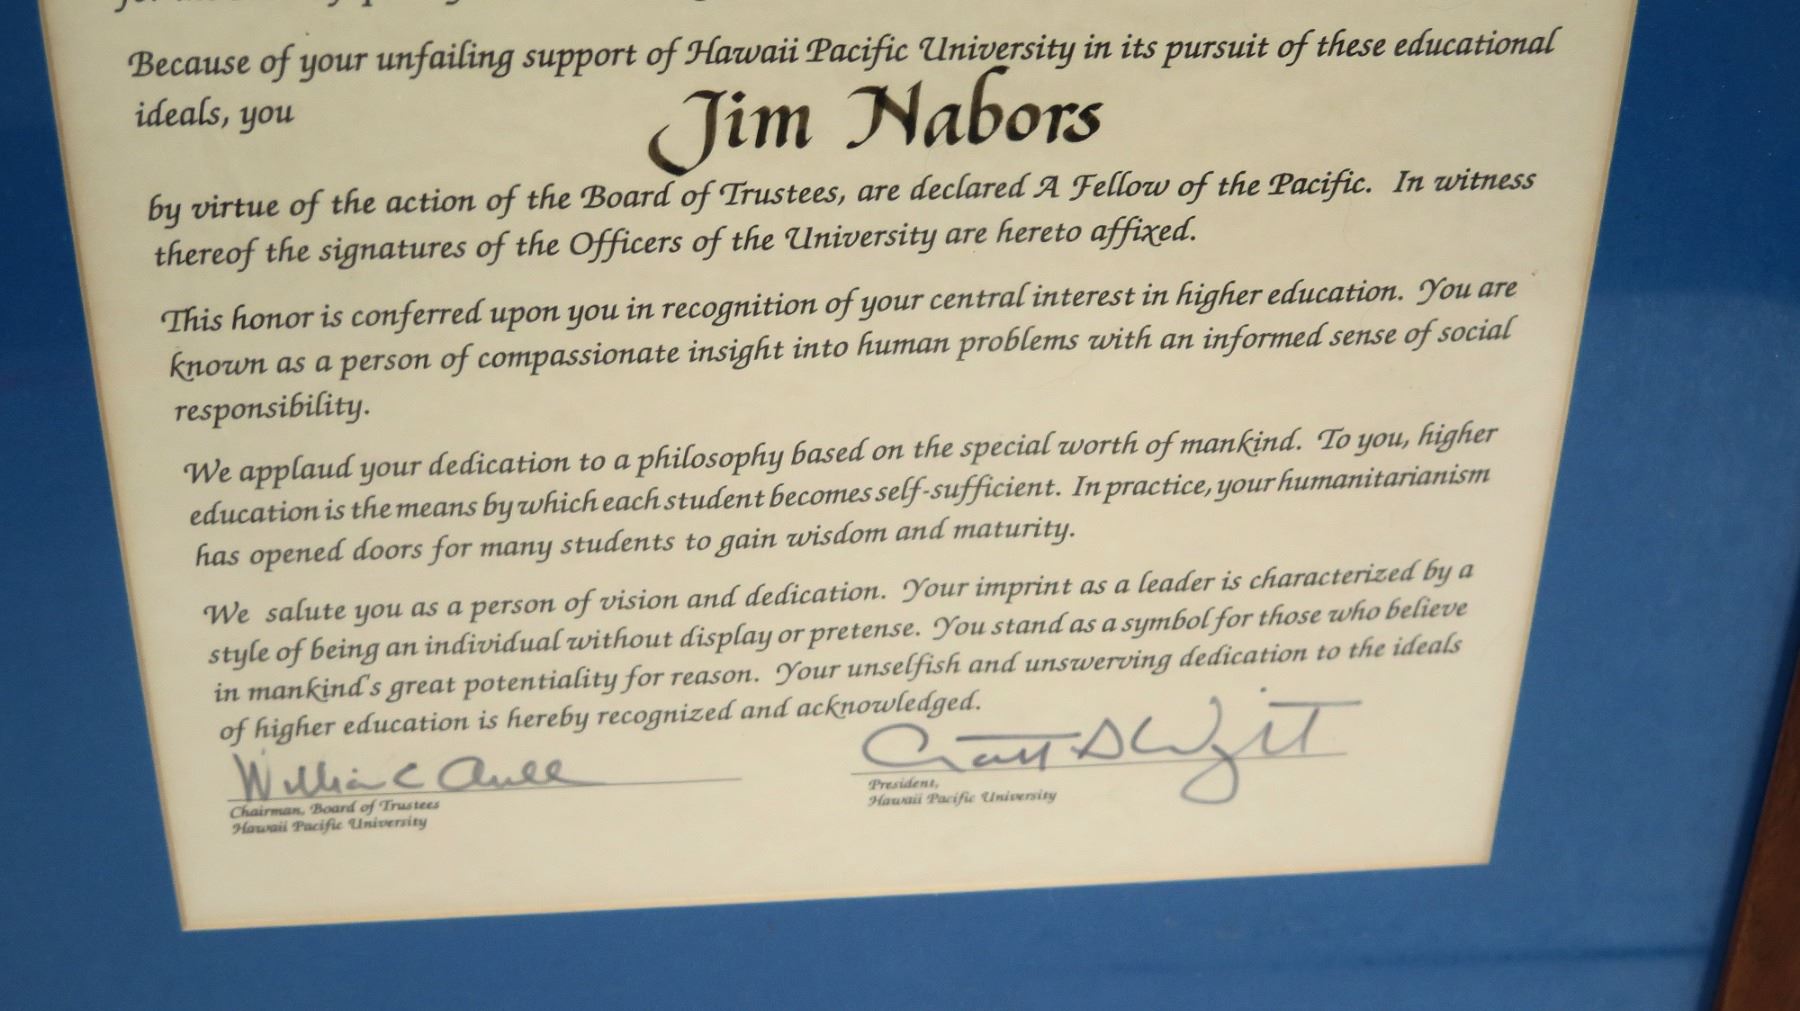 Because of your unfailing support of Hawaii Pacific University in its pursuit of these educational
ideals, you
Jim Nabors
by virtue of the action of the Board of Trustees, are declared A Fellow of the Pacific. In witness
thereof the signatures of the Officers of the University are hereto affixed.
This honor is conferred upon you in recognition of your central interest in higher education. You are
known as a person of compassionate insight into human problems with an informed sense of social
responsibility.
We applaud your dedication to a philosophy based on the special worth of mankind. To you, higher
education is the means by which each student becomes self-sufficient. In practice, your humanitarianism
has opened doors for many students to gain wisdom and maturity.
We salute you as a person of vision and dedication. Your imprint as a leader is characterized by a
style of being an individual without display or pretense. You stand as a symbol for those who believe
in mankind's great potentiality for reason. Your unselfish and unswerving dedication to the ideals
of higher education is hereby recognized and acknowledged.
William C
Chairman, Board of Trustees
Hawaii Pacific University
President,
Hawaii Pacific University